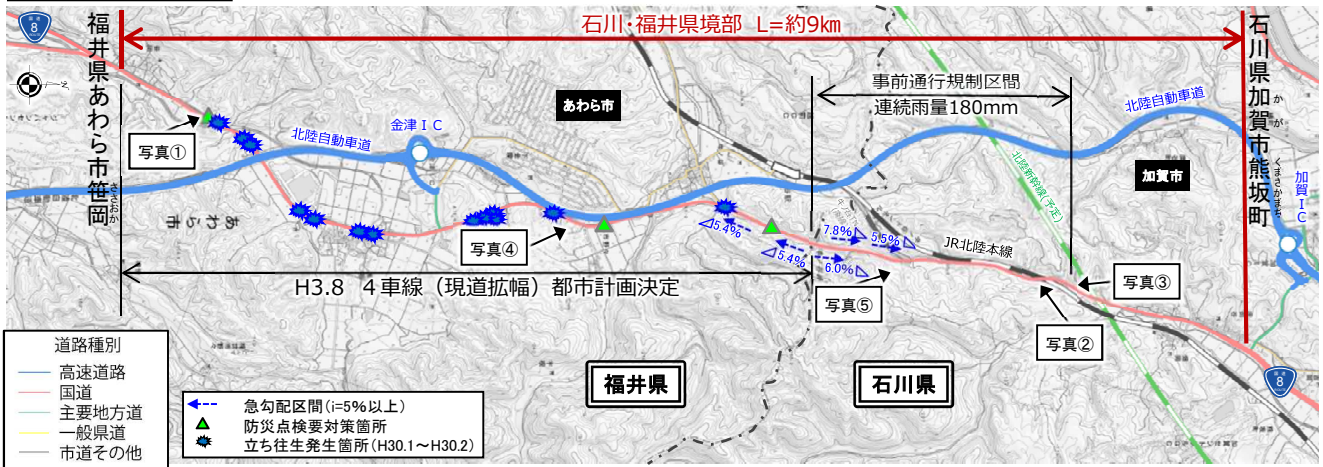 国道
8
ROUTE
福井県あわら市笹岡
ささおか
石川・福井県境部 L=約9km
石川県加賀市熊坂町
かが
くまさかまち
事前通行規制区間
連続雨量180mm
あわら市
北陸自動車道
金津IC
北陸自動車道
加賀市
北陸新幹線(予定)
加賀IC
写真①
あわら市
写真④
5.4%
5.4%
7.8%
5.5%
6.0%
JR北陸本線
写真⑤
写真③
写真②
H3.8 4車線(現道拡幅)都市計画決定
福井県
石川県
国道
8
ROUTE
道路種別
高速道路
国道
主要地方道
一般県道
市道その他
急勾配区間(i=5%以上)
防災点検要対策箇所
立ち往生発生箇所(H30.1~H30.2)